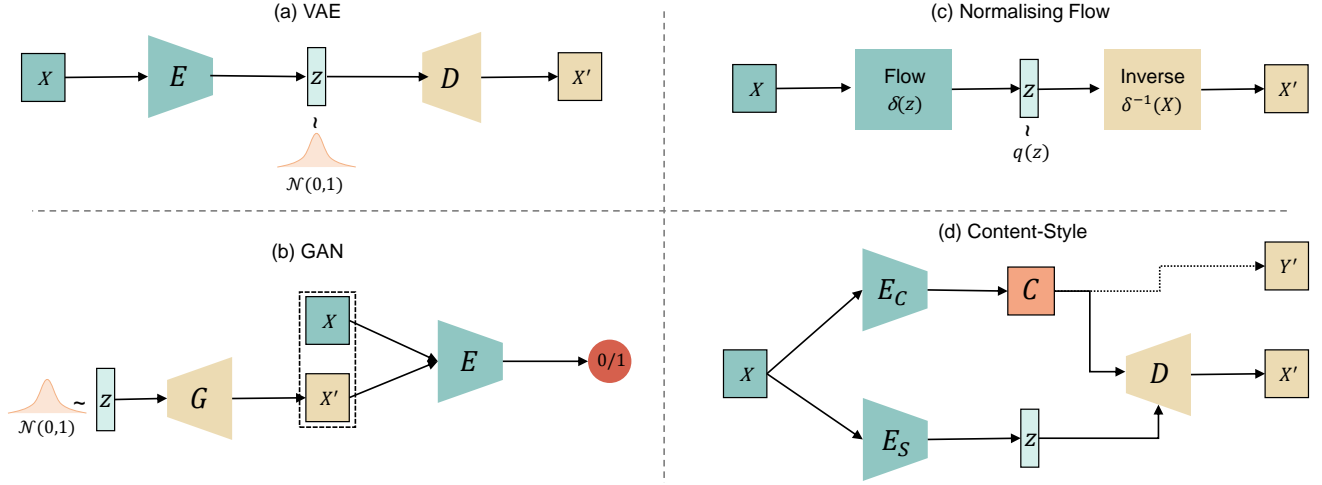 (a) VAE
X
E
z
D
X′
~
𝒩(0,1)
(c) Normalising Flow
X
Flow
δ(z)
z
Inverse
δ⁻¹(X)
X′
~
q(z)
(b) GAN
X
X′
E
0/1
~
z
G
𝒩(0,1)
(d) Content-Style
E_C
C
Y′
X
D
X′
E_S
z